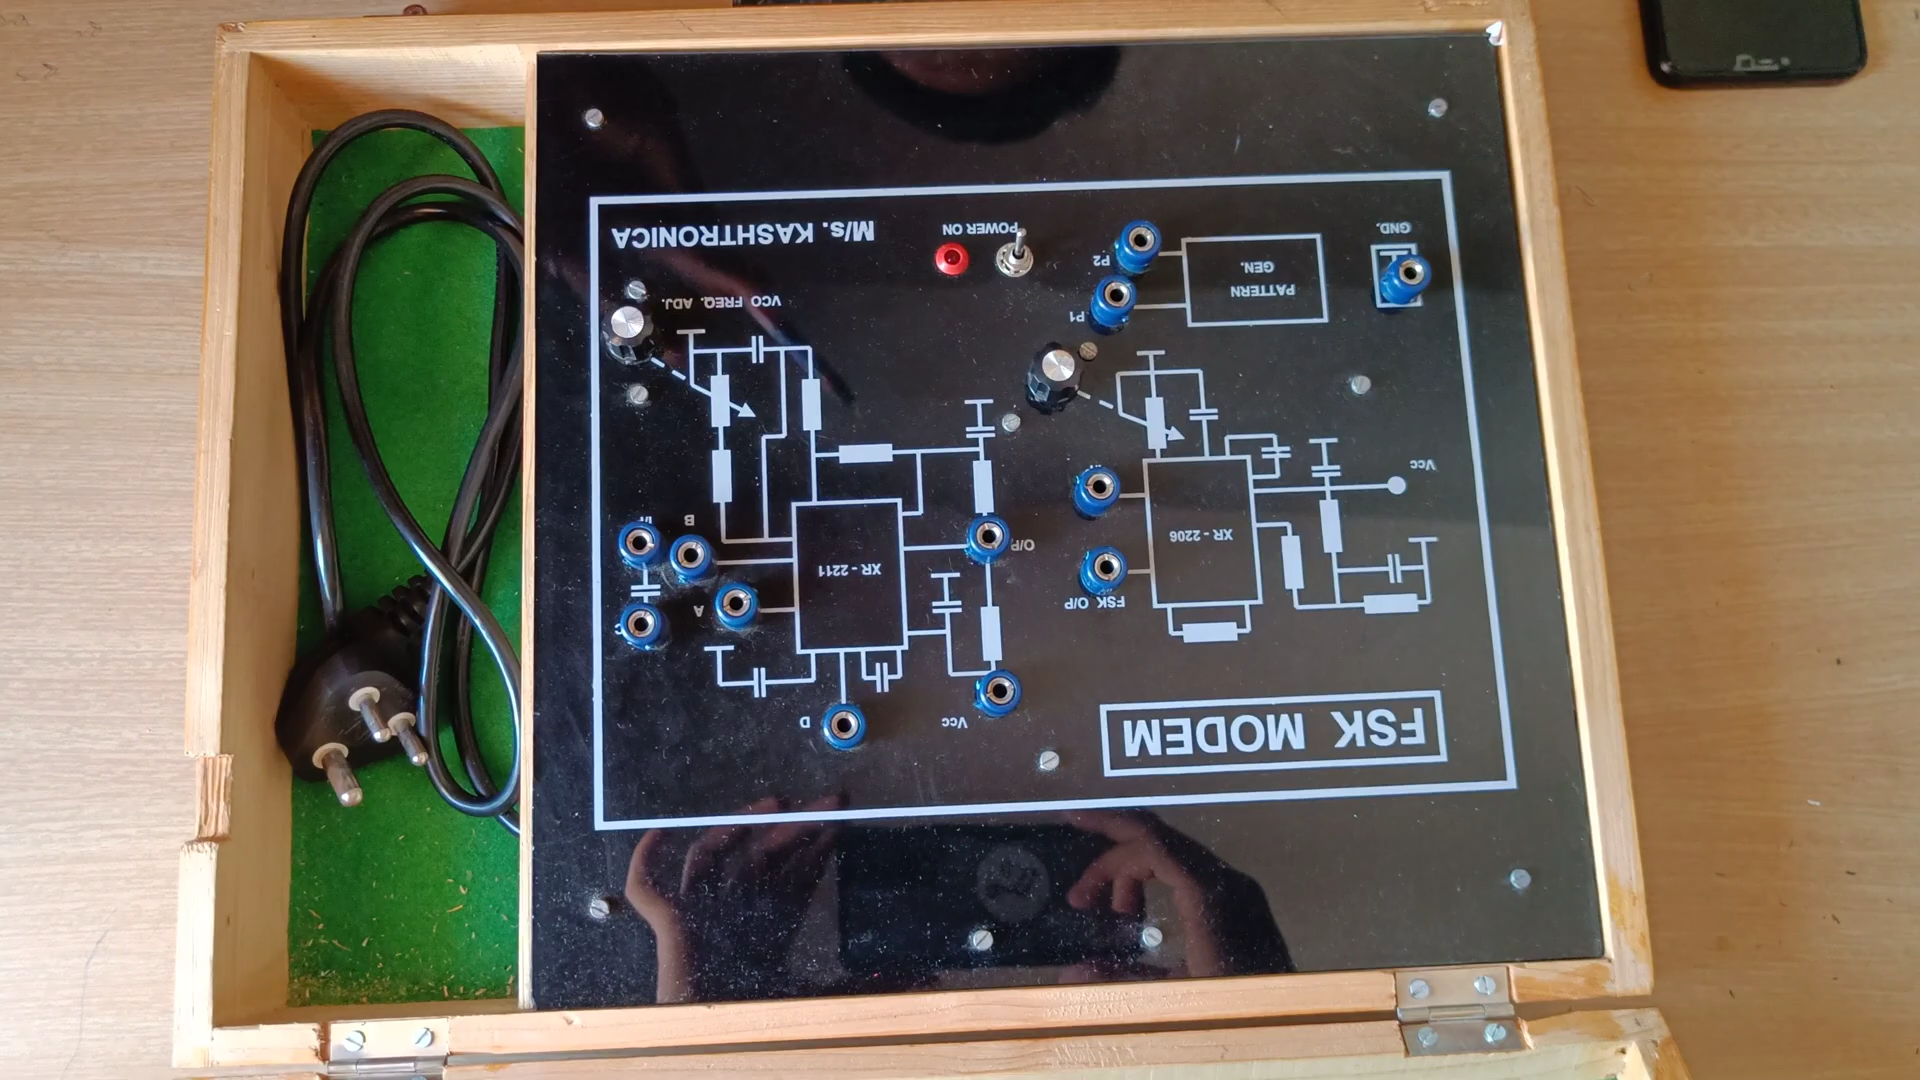 FSK MODEM
Vcc
D
FSK O/P
A
C
XR - 2206
XR - 2211
O/P
B
I/P
Vcc
PATTERN
GEN.
P1
P2
VCO FREQ. ADJ.
GND.
POWER ON
M/s. KASHTRONICA